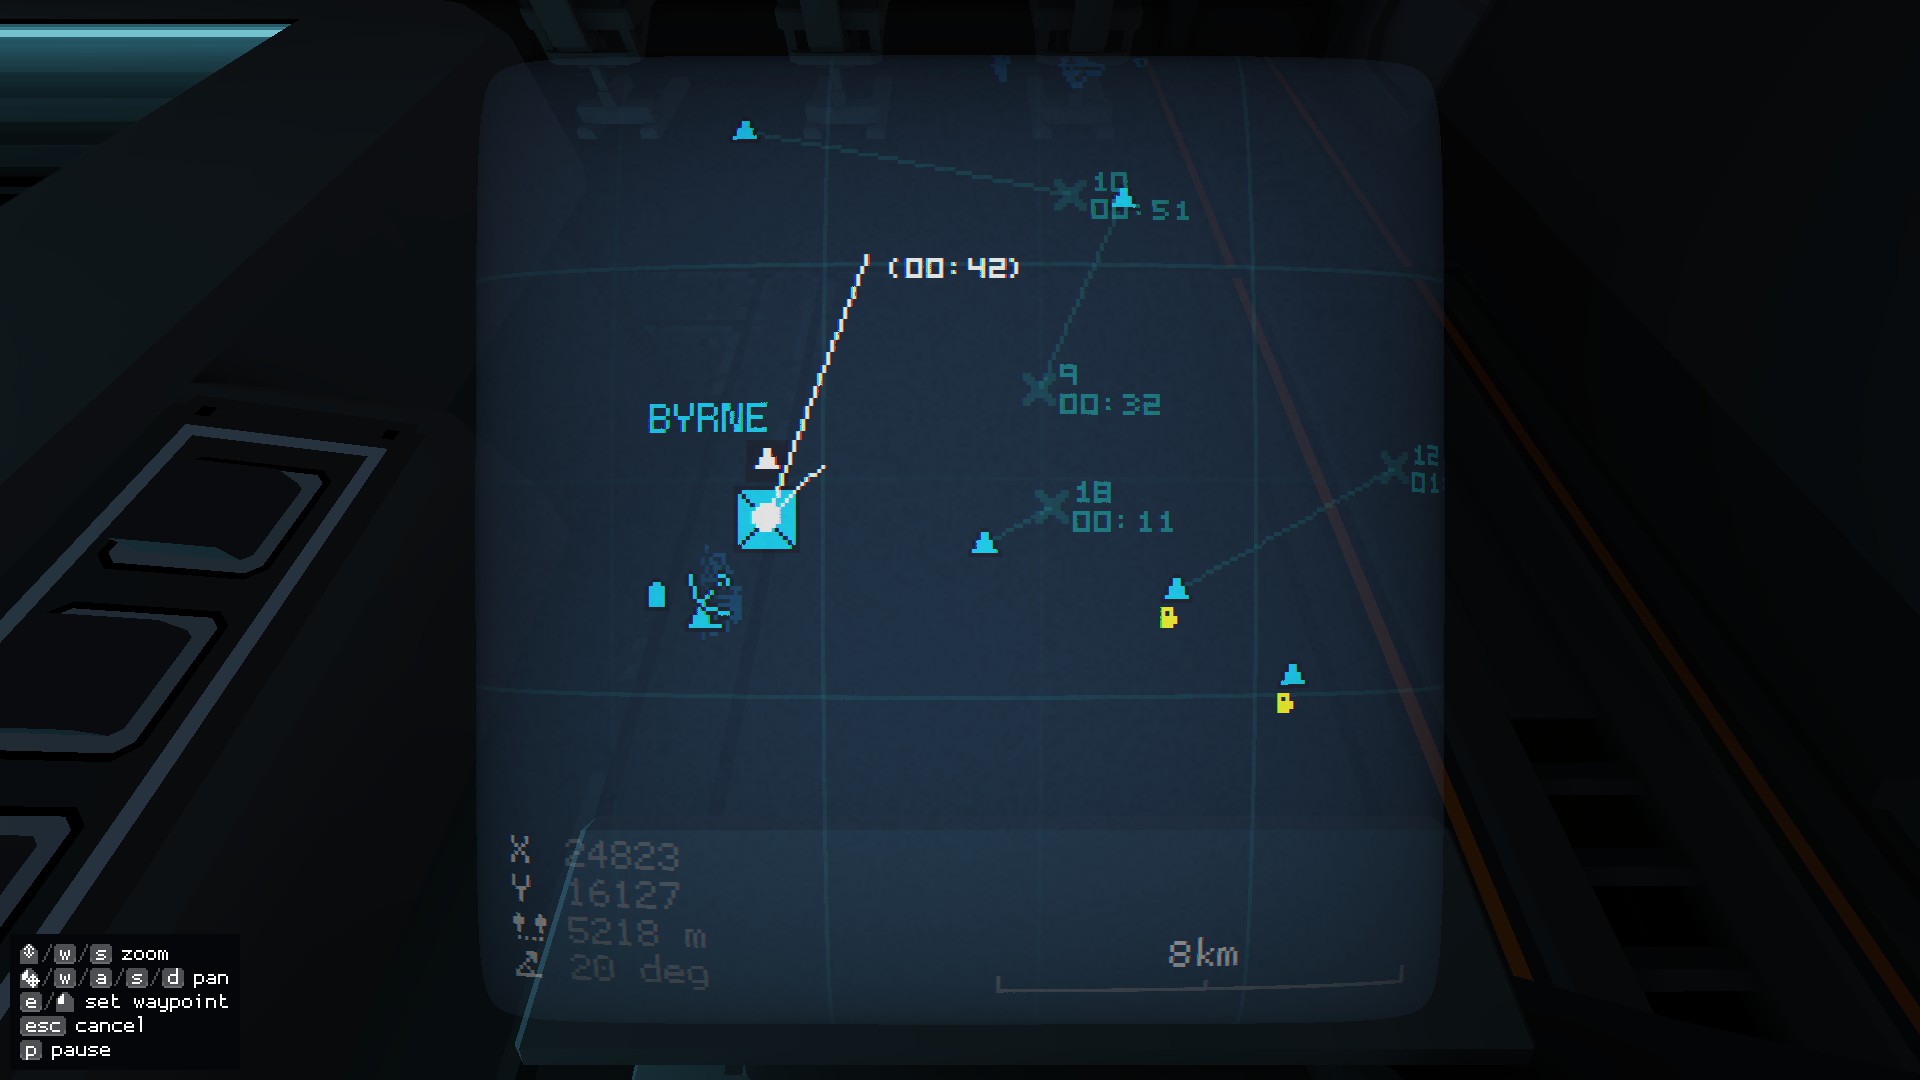 10
00:51
(00:42)
9
00:32
BYRNE
12
01:
18
00:11
X 24823
Y 16127
5218 m
20 deg
8km
/w/s zoom
/w/a/s/d pan
e/ set waypoint
esc cancel
p pause